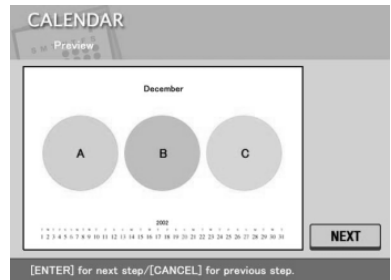 CALENDAR
Preview
December
A B C
2002
1 2 3 4 5 6 7 8 9 10 11 12 13 14 15 16 17 18 19 20 21 22 23 24 25 26 27 28 29 30 31
NEXT
[ENTER] for next step/[CANCEL] for previous step.